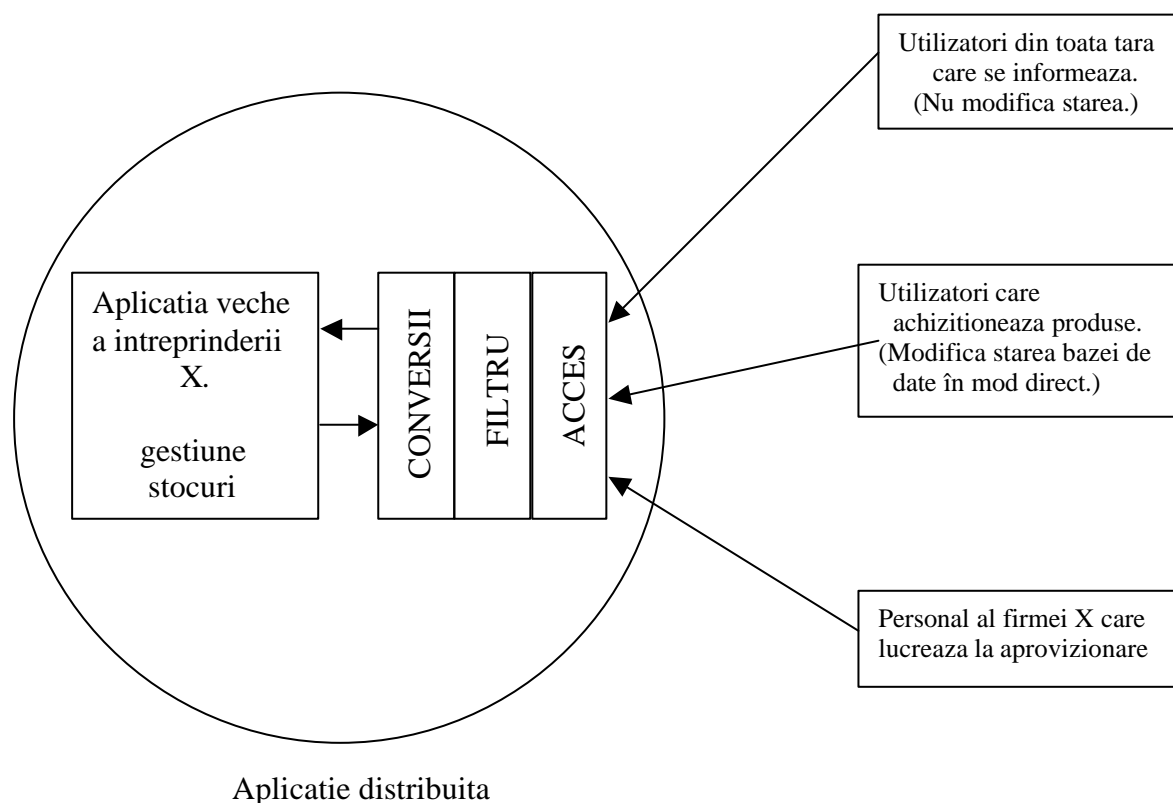 Utilizatori din toata tara
care se informeaza.
(Nu modifica starea.)
Aplicatia veche
a intreprinderii
X.
gestiune
stocuri
CONVERSII
FILTRU
ACCES
Utilizatori care
achizitioneaza produse.
(Modifica starea bazei de
date în mod direct.)
Personal al firmei X care
lucreaza la aprovizionare
Aplicatie distribuita